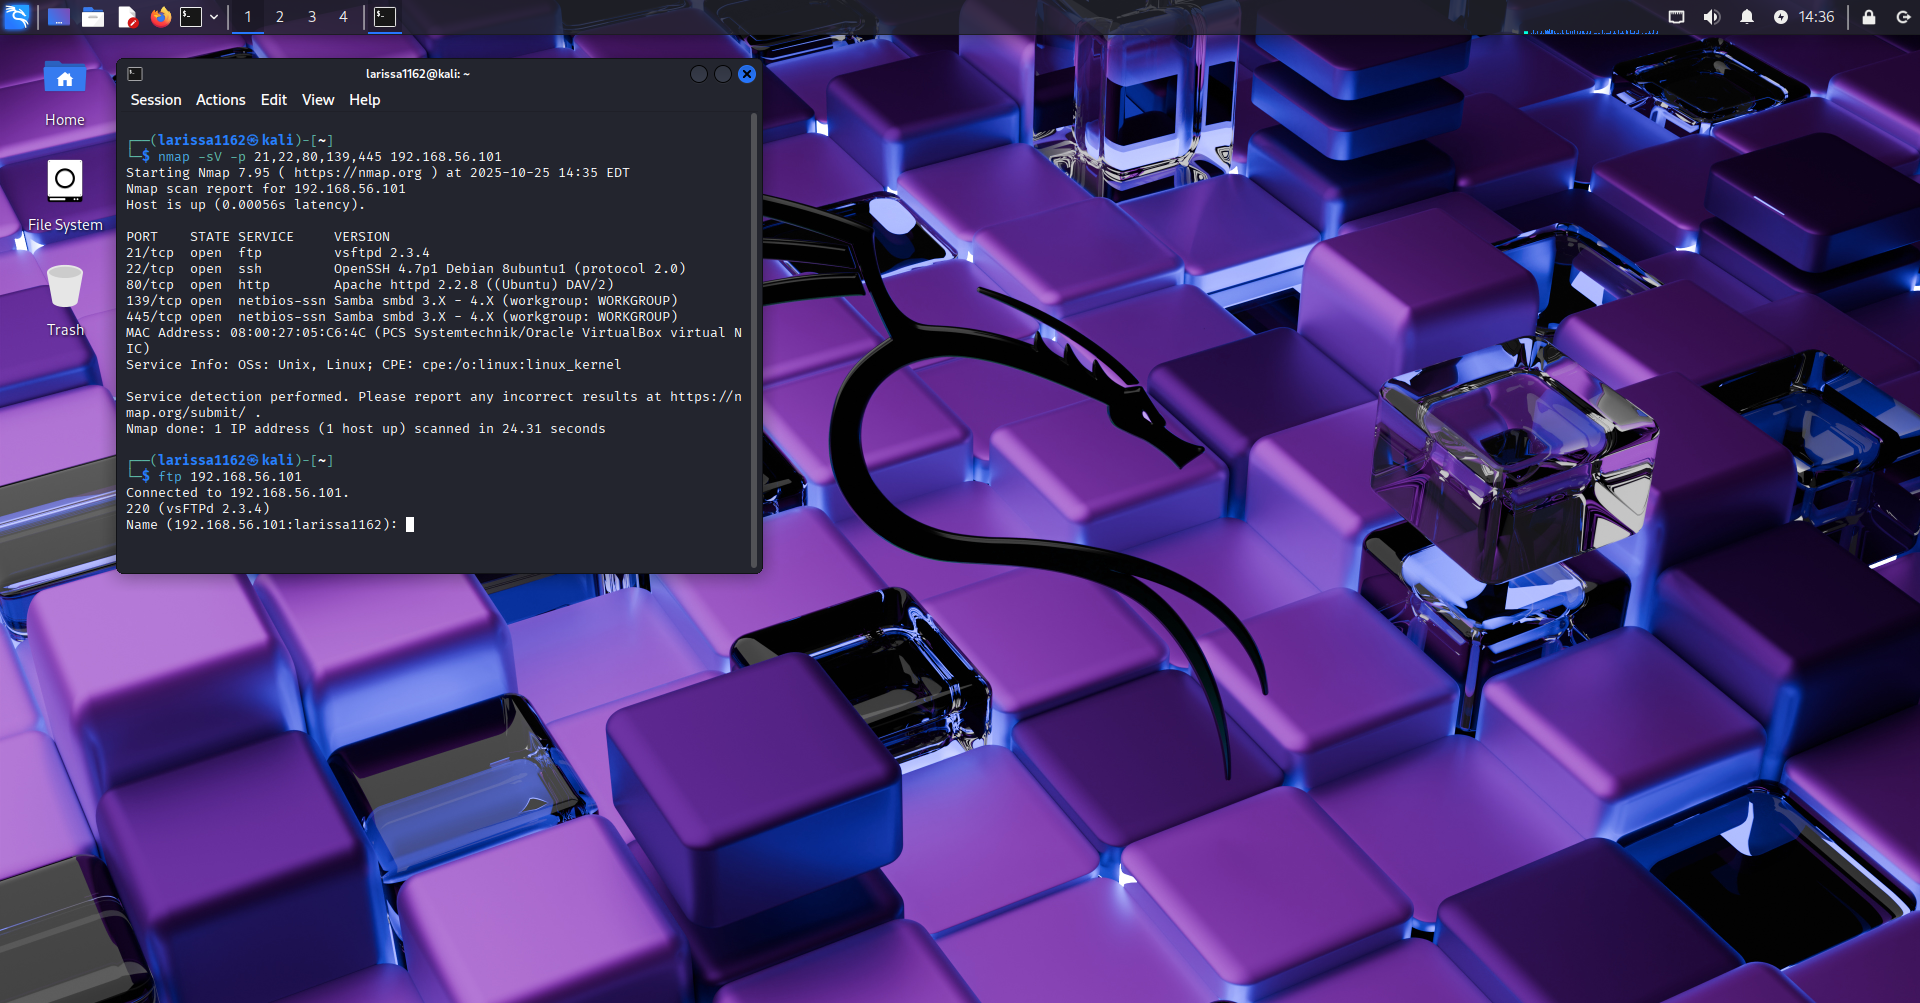 1 2 3 4
14:36
Home
File System
Trash
larissa1162@kali: ~
Session Actions Edit View Help
┌──(larissa1162㉿kali)-[~]
└─$ nmap -sV -p 21,22,80,139,445 192.168.56.101
Starting Nmap 7.95 ( https://nmap.org ) at 2025-10-25 14:35 EDT
Nmap scan report for 192.168.56.101
Host is up (0.00056s latency).
PORT    STATE SERVICE     VERSION
21/tcp  open  ftp         vsftpd 2.3.4
22/tcp  open  ssh         OpenSSH 4.7p1 Debian 8ubuntu1 (protocol 2.0)
80/tcp  open  http        Apache httpd 2.2.8 ((Ubuntu) DAV/2)
139/tcp open  netbios-ssn Samba smbd 3.X - 4.X (workgroup: WORKGROUP)
445/tcp open  netbios-ssn Samba smbd 3.X - 4.X (workgroup: WORKGROUP)
MAC Address: 08:00:27:05:C6:4C (PCS Systemtechnik/Oracle VirtualBox virtual N
IC)
Service Info: OSs: Unix, Linux; CPE: cpe:/o:linux:linux_kernel
Service detection performed. Please report any incorrect results at https://n
map.org/submit/ .
Nmap done: 1 IP address (1 host up) scanned in 24.31 seconds
┌──(larissa1162㉿kali)-[~]
└─$ ftp 192.168.56.101
Connected to 192.168.56.101.
220 (vsFTPd 2.3.4)
Name (192.168.56.101:larissa1162):